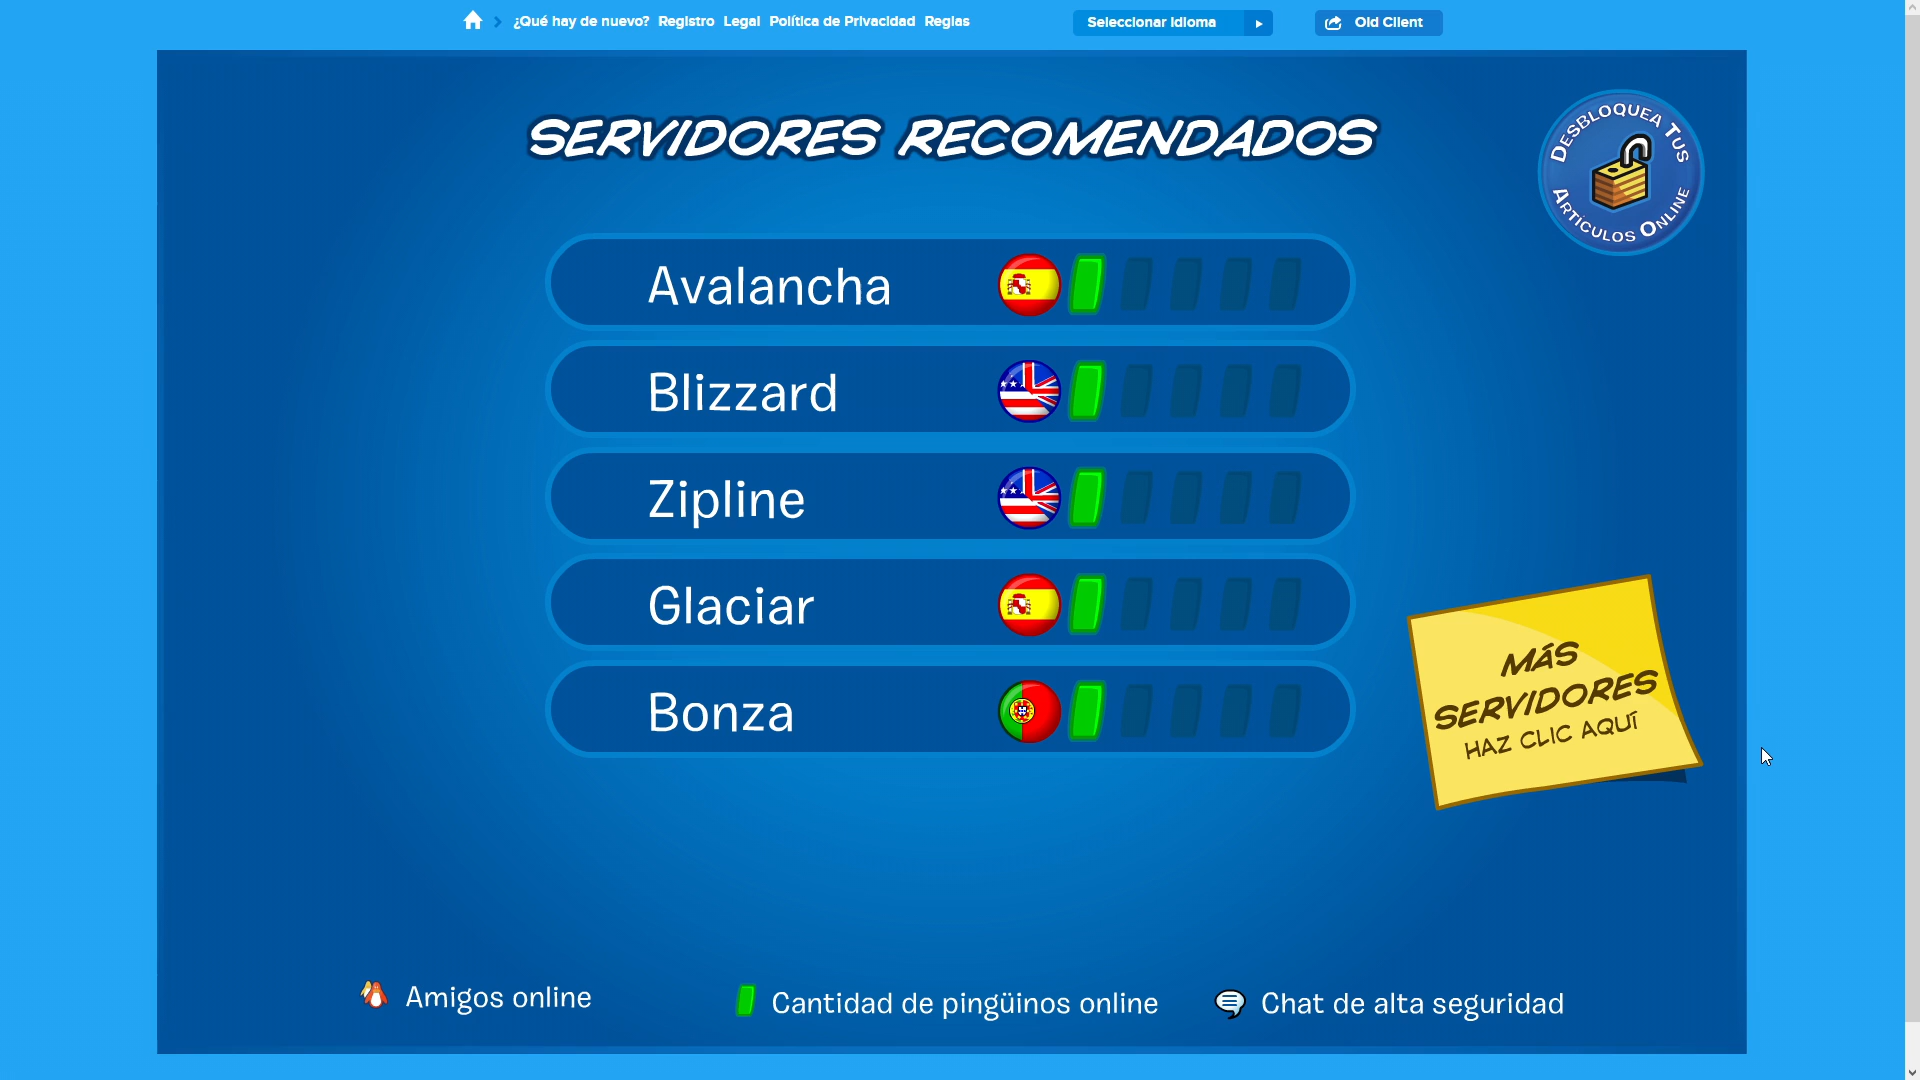 ¿Qué hay de nuevo? Registro Legal Política de Privacidad Reglas
Seleccionar Idioma
Old Client
SERVIDORES RECOMENDADOS
DESBLOQUEA TUS
ARTÍCULOS ONLINE
Avalancha
Blizzard
Zipline
Glaciar
Bonza
MÁS
SERVIDORES
HAZ CLIC AQUÍ
Amigos online
Cantidad de pingüinos online
Chat de alta seguridad